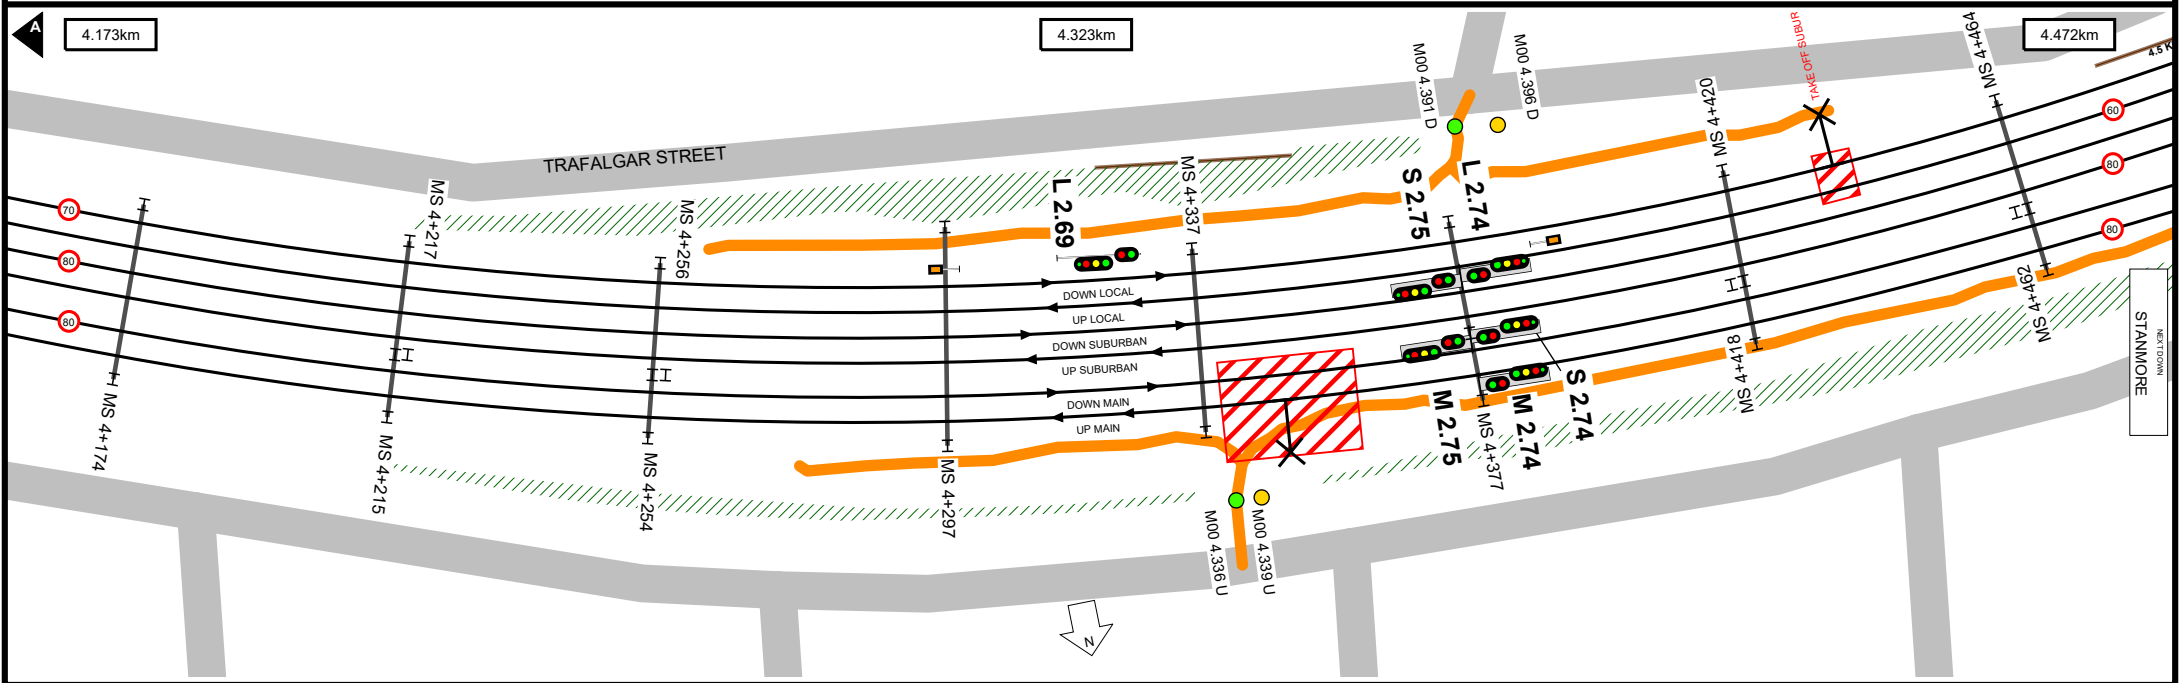 A
4.173km
4.323km
4.472km
4.5 K
TRAFALGAR STREET
M00 4.391 D
M00 4.396 D
TAKE OFF SUBUR
MS 4+464
MS 4+420
MS 4+217
MS 4+256
MS 4+337
L 2.69
S 2.75
L 2.74
70
80
80
60
80
80
DOWN LOCAL
UP LOCAL
DOWN SUBURBAN
UP SUBURBAN
DOWN MAIN
UP MAIN
MS 4+174
MS 4+215
MS 4+254
MS 4+297
M 2.75
MS 4+377
M 2.74
S 2.74
MS 4+418
MS 4+462
NEXT DOWN
STANMORE
M00 4.336 U
M00 4.339 U
N